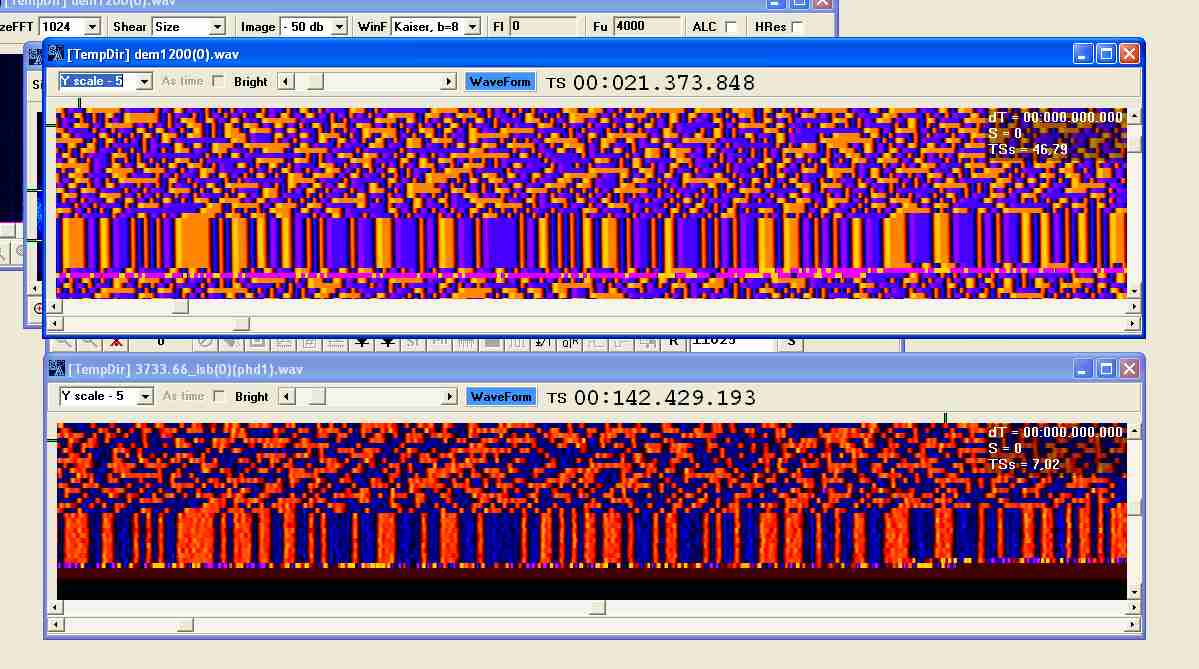 [TempDir] dem1200(0).wav
zeFFT 1024 Shear Size Image - 50 db WinF Kaiser, b=8 Fl 0 Fu 4000 ALC HRes
[TempDir] dem1200(0).wav
Y scale - 5 As time Bright WaveForm TS 00:021.373.848
dT = 00:000.000.000
S = 0
TSs = 46,79
0 R 11025 S
[TempDir] 3733.66_lsb(0)(phd1).wav
Y scale - 5 As time Bright WaveForm TS 00:142.429.193
dT = 00:000.000.000
S = 0
TSs = 7,02